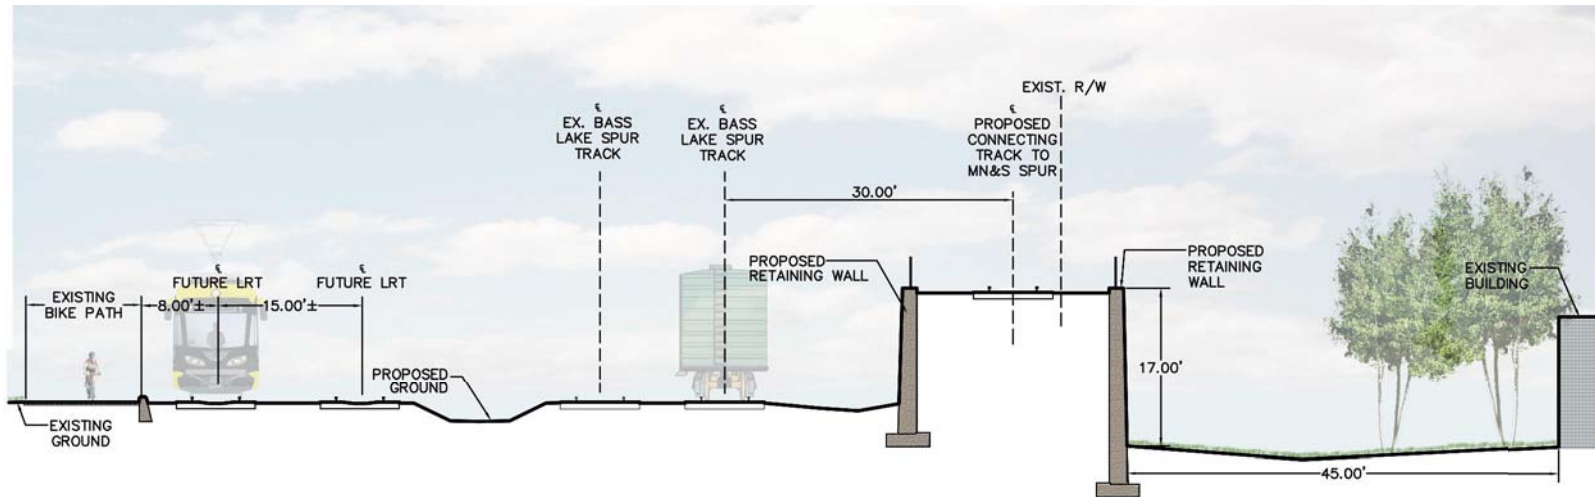 EXIST. R/W
℄
EX. BASS
LAKE SPUR
TRACK
℄
EX. BASS
LAKE SPUR
TRACK
℄
PROPOSED
CONNECTING
TRACK TO
MN&S SPUR
30.00'
PROPOSED
RETAINING WALL
PROPOSED
RETAINING
WALL
EXISTING
BUILDING
℄
FUTURE LRT
℄
FUTURE LRT
EXISTING
BIKE PATH
8.00'±
15.00'±
PROPOSED
GROUND
17.00'
EXISTING
GROUND
45.00'